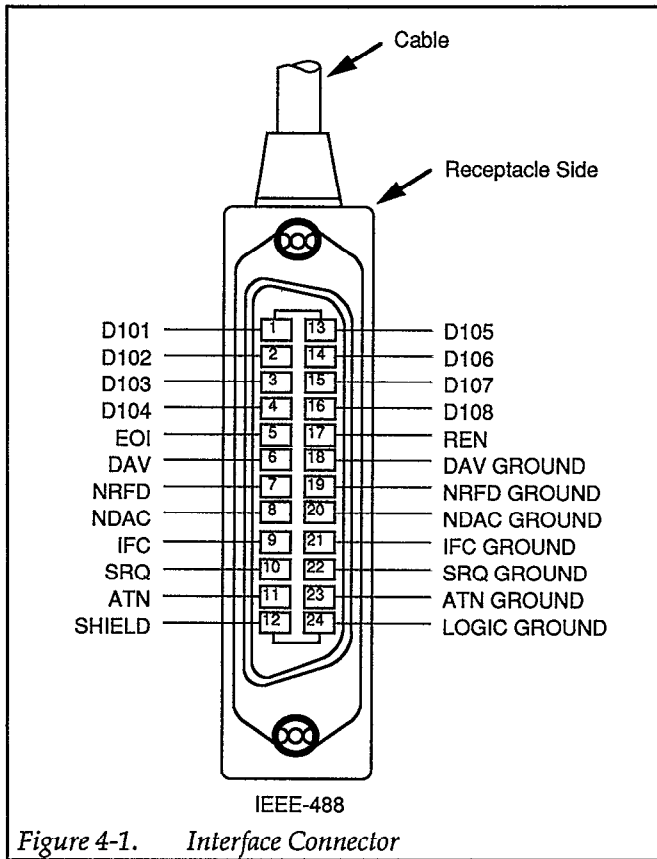 Cable
Receptacle Side
D101 1 13 D105
D102 2 14 D106
D103 3 15 D107
D104 4 16 D108
EOI 5 17 REN
DAV 6 18 DAV GROUND
NRFD 7 19 NRFD GROUND
NDAC 8 20 NDAC GROUND
IFC 9 21 IFC GROUND
SRQ 10 22 SRQ GROUND
ATN 11 23 ATN GROUND
SHIELD 12 24 LOGIC GROUND
IEEE-488
Figure 4-1. Interface Connector